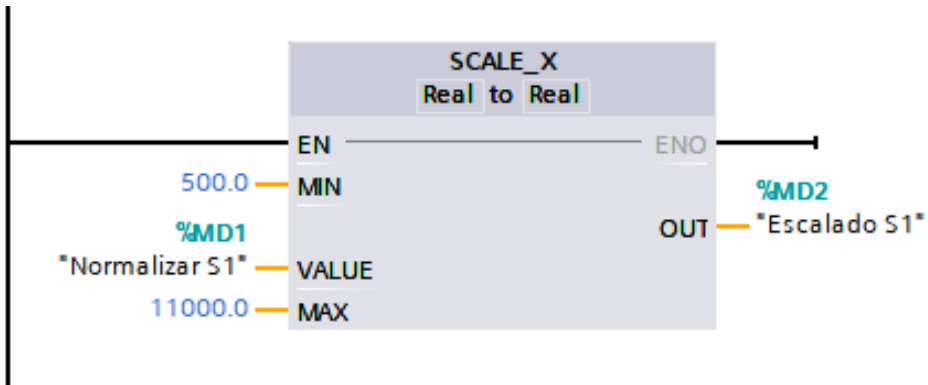 SCALE_X
Real to Real
EN
ENO
500.0
MIN
%MD1
"Normalizar S1"
VALUE
11000.0
MAX
%MD2
OUT
"Escalado S1"